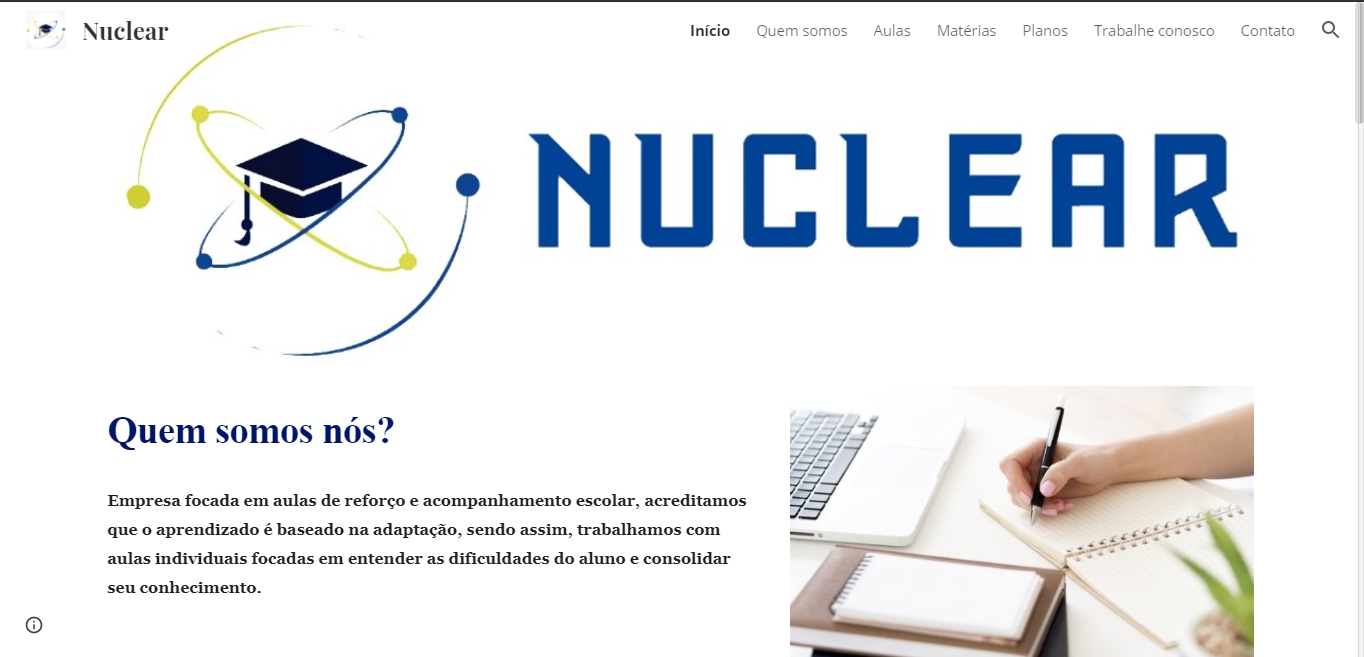 Nuclear
Início Quem somos Aulas Matérias Planos Trabalhe conosco Contato
NUCLEAR
Quem somos nós?
Empresa focada em aulas de reforço e acompanhamento escolar, acreditamos
que o aprendizado é baseado na adaptação, sendo assim, trabalhamos com
aulas individuais focadas em entender as dificuldades do aluno e consolidar
seu conhecimento.